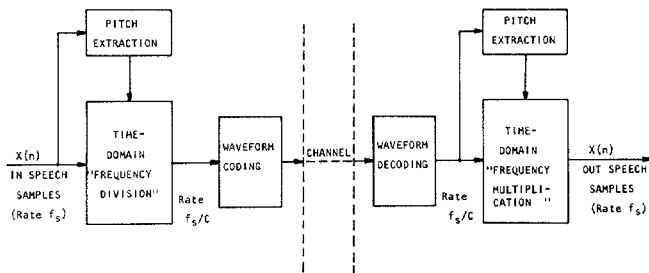 PITCH
EXTRACTION
X(n)
IN SPEECH
SAMPLES
(Rate fs)
TIME-
DOMAIN
"FREQUENCY
DIVISION"
Rate
fs/C
WAVEFORM
CODING
CHANNEL
WAVEFORM
DECODING
Rate
fs/C
PITCH
EXTRACTION
TIME-
DOMAIN
"FREQUENCY
MULTIPLI-
CATION "
X(n)
OUT SPEECH
SAMPLES
(Rate fs)